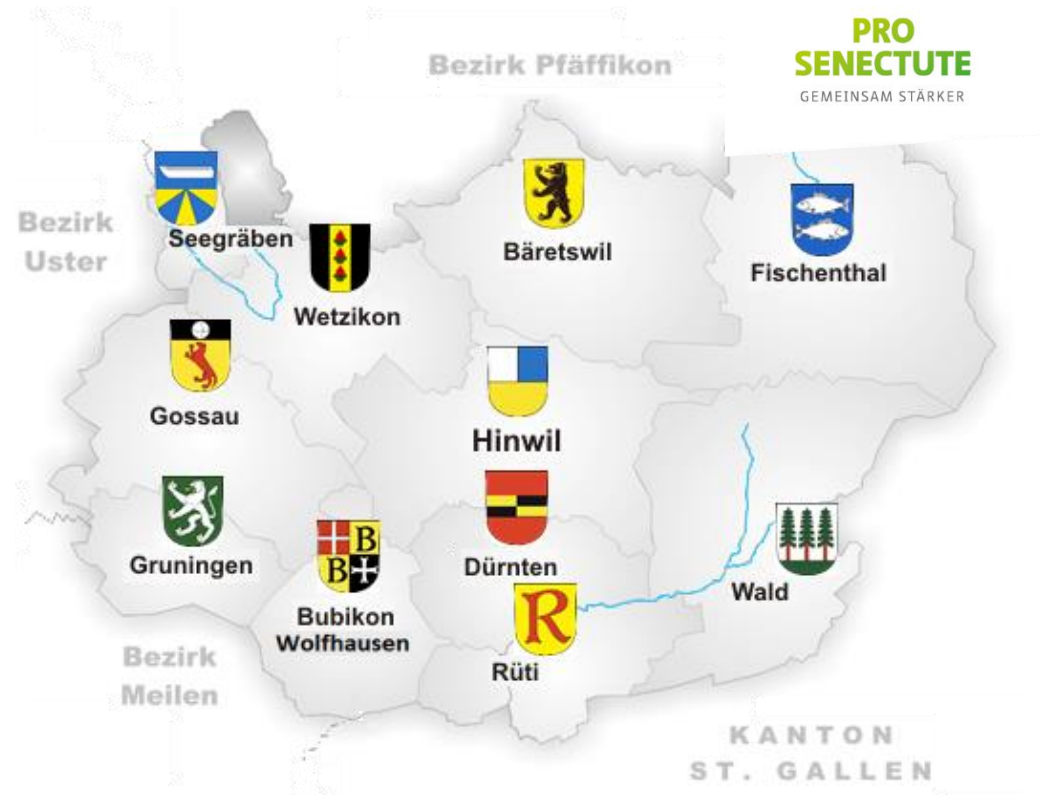 PRO
SENECTUTE
GEMEINSAM STÄRKER
Bezirk Pfäffikon
Bezirk
Uster
Seegräben
Bäretswil
Fischenthal
Wetzikon
Gossau
Hinwil
Gruningen
B
B
Dürnten
Wald
Bubikon
Wolfhausen
R
Rüti
Bezirk
Meilen
KANTON
ST. GALLEN